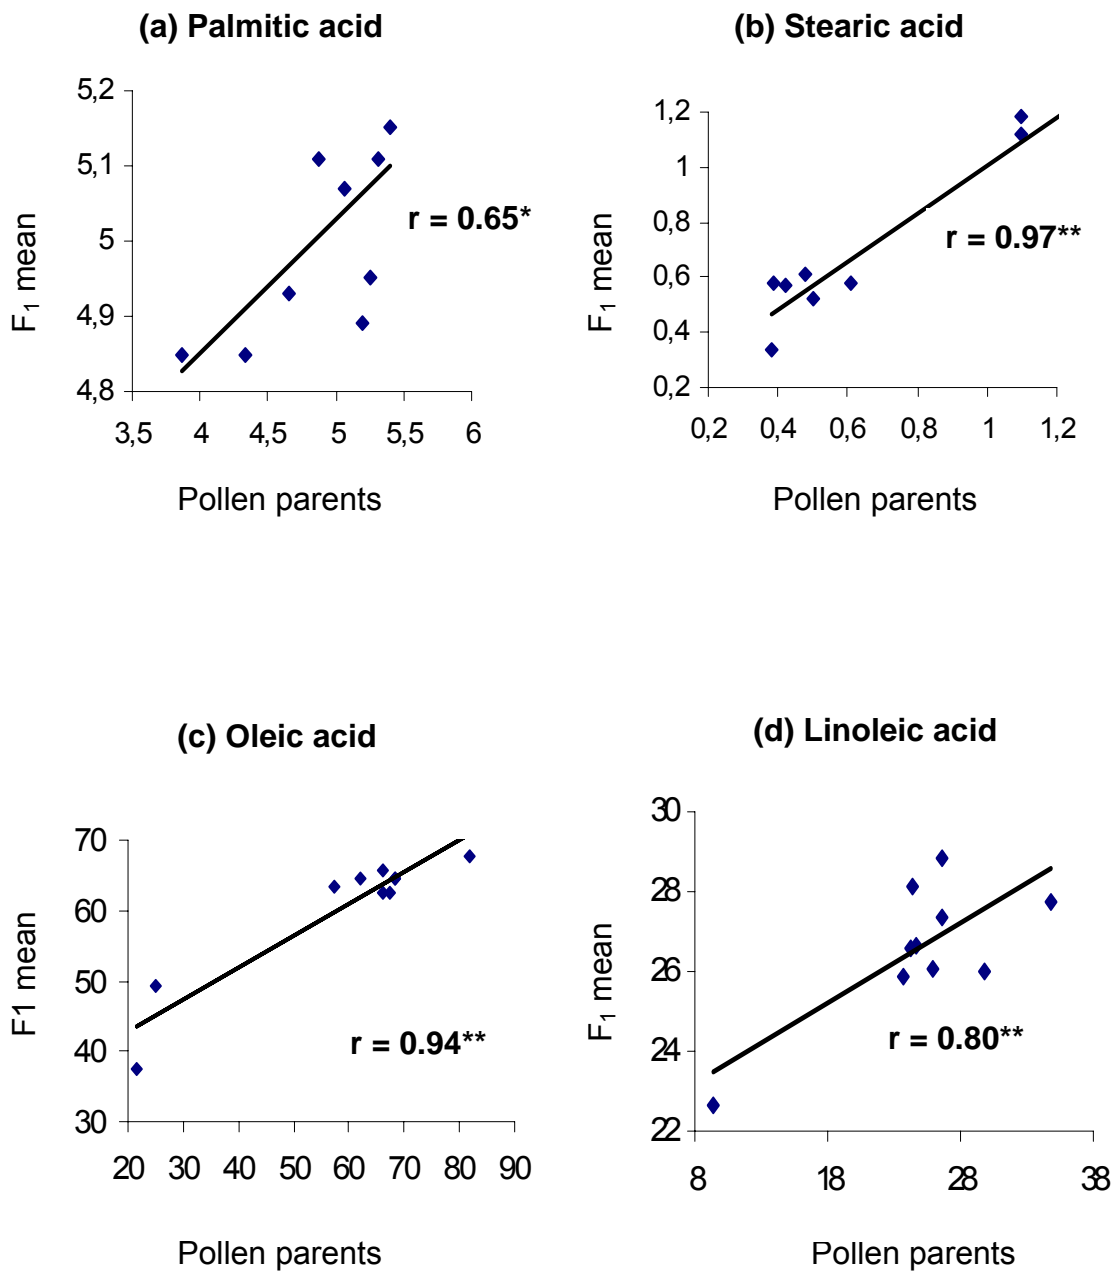 (a) Palmitic acid
5,2
5,1
5
4,9
4,8
F₁ mean
r = 0.65*
3,5 4 4,5 5 5,5 6
Pollen parents
(b) Stearic acid
1,2
1
0,8
0,6
0,4
0,2
F₁ mean
r = 0.97**
0,2 0,4 0,6 0,8 1 1,2
Pollen parents
(c) Oleic acid
70
60
50
40
30
F1 mean
r = 0.94**
20 30 40 50 60 70 80 90
Pollen parents
(d) Linoleic acid
30
28
26
24
22
F₁ mean
r = 0.80**
8 18 28 38
Pollen parents